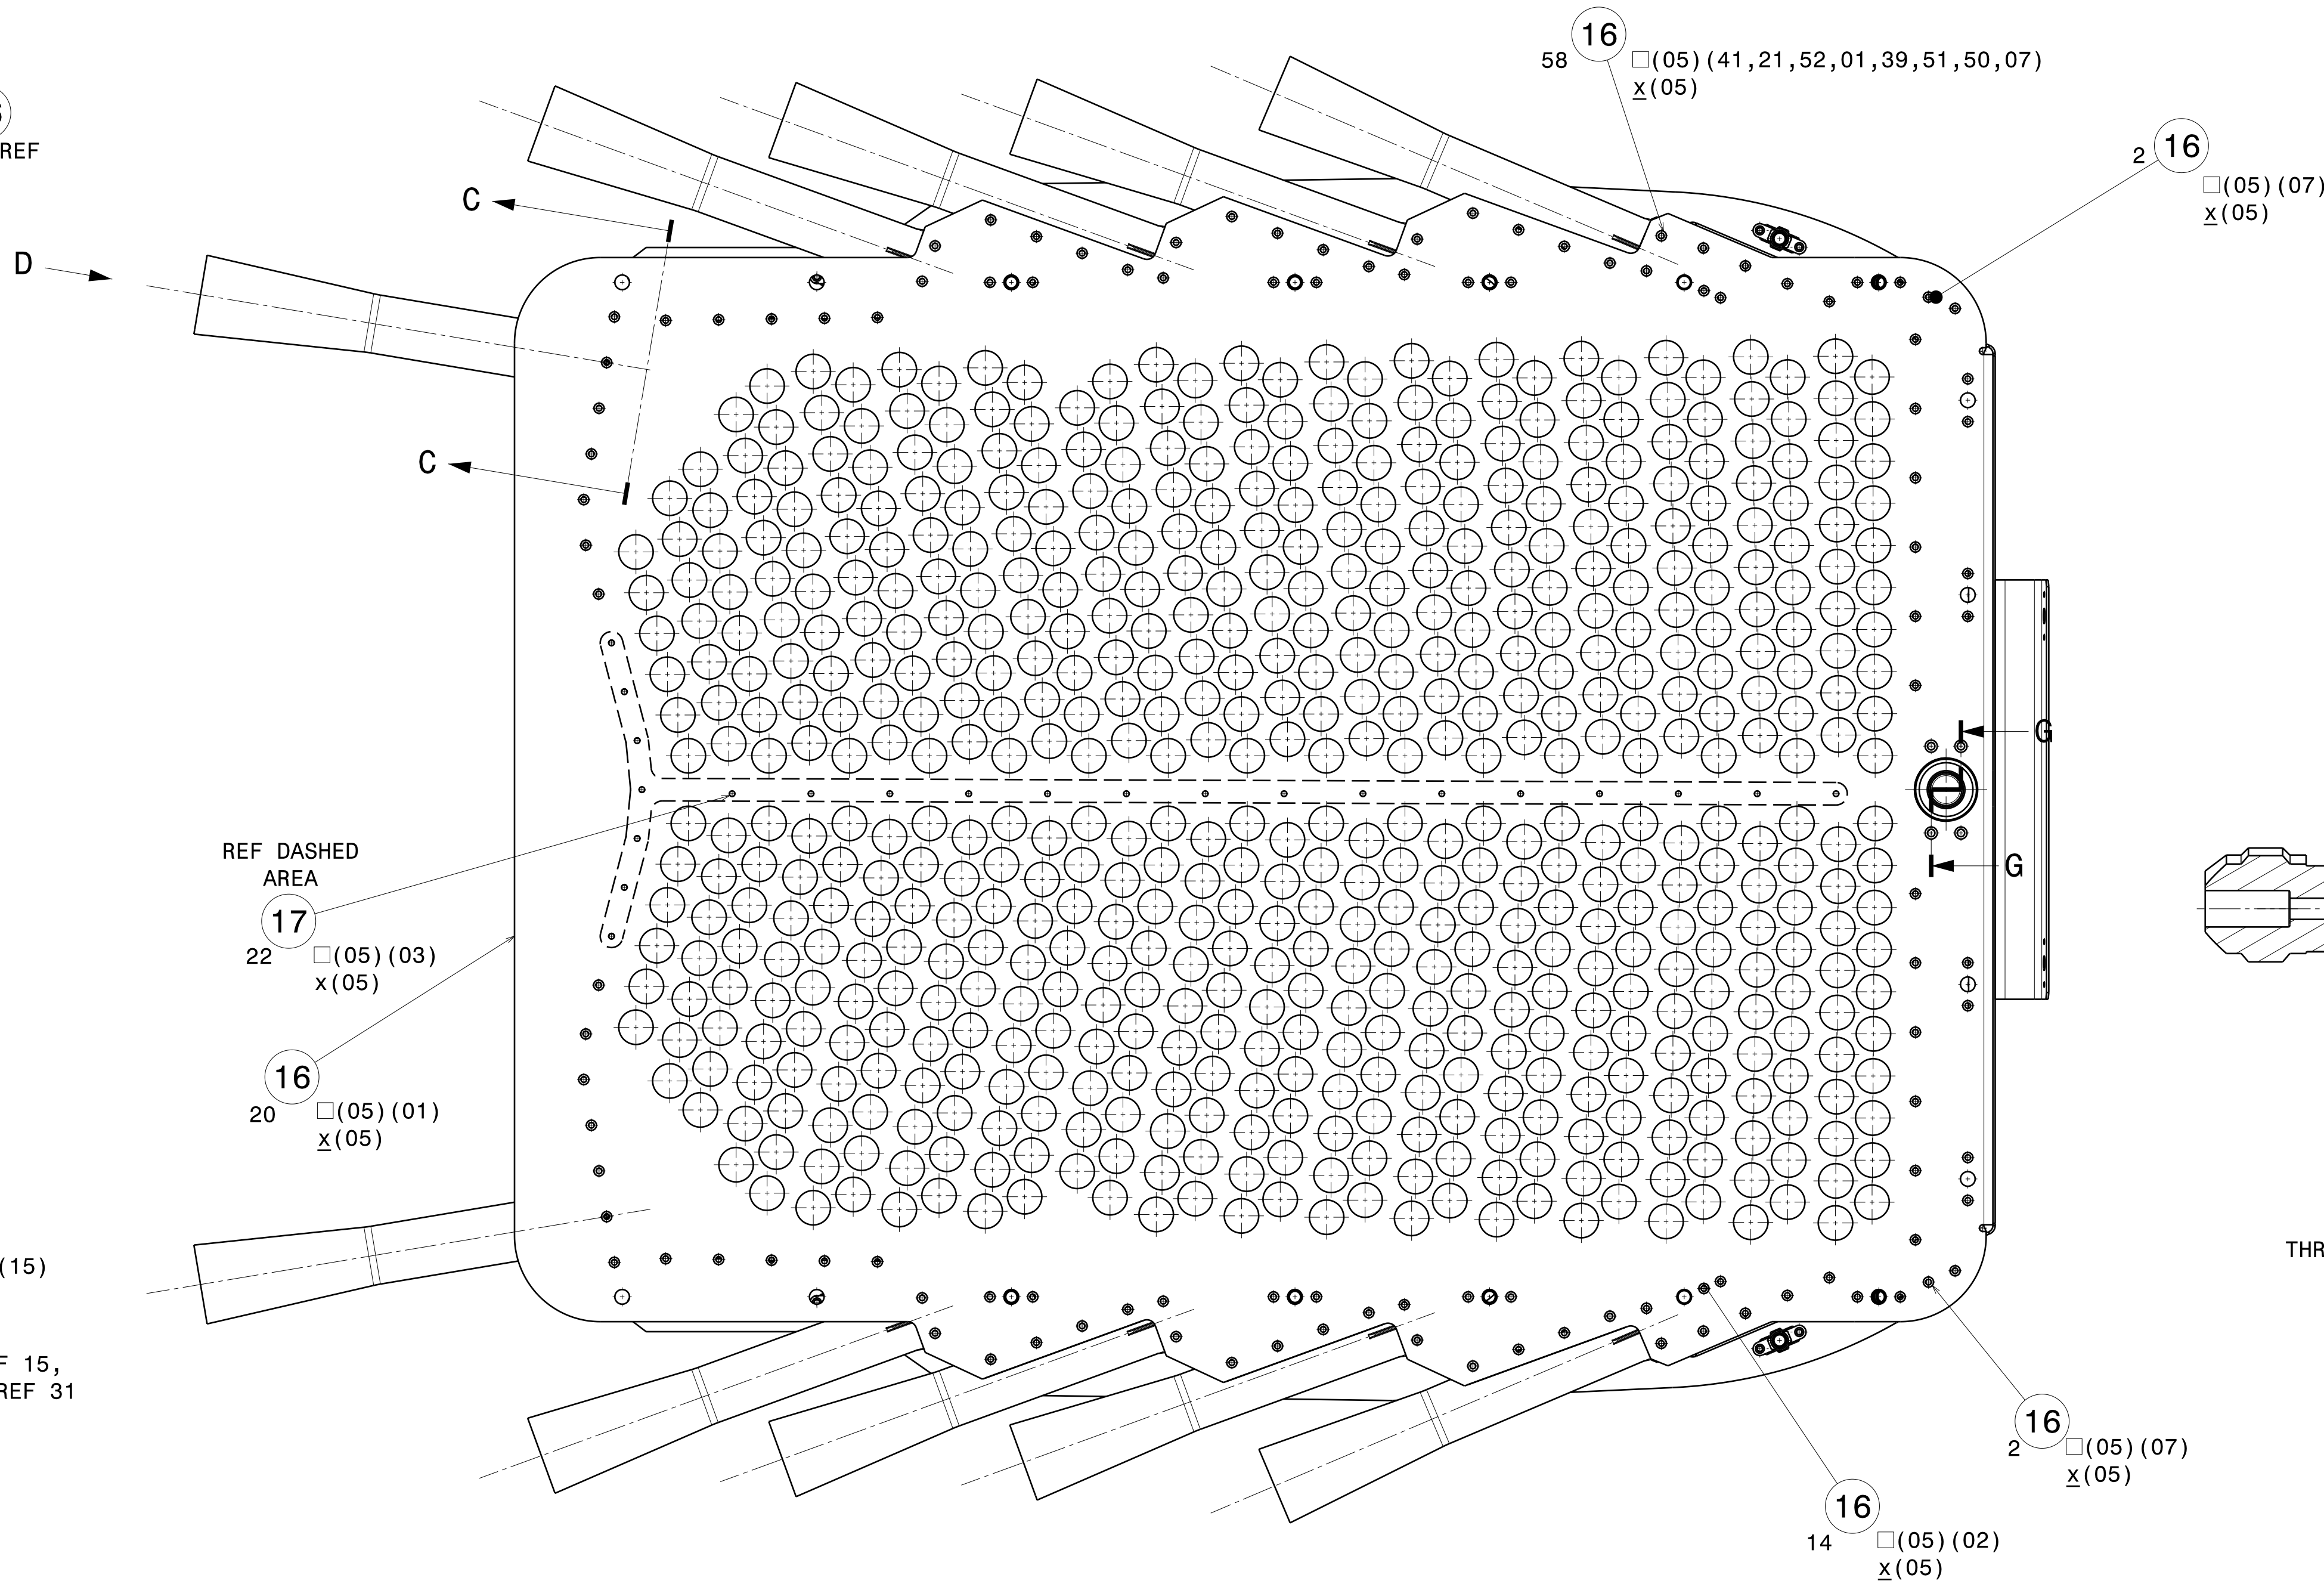 16
58 □(05)(41,21,52,01,39,51,50,07)
x(05)
2 16
□(05)(07)
x(05)
REF
C
D
C
G
G
REF DASHED
AREA
17
22 □(05)(03)
x(05)
16
20 □(05)(01)
x(05)
(15)
F 15,
REF 31
THR
16
2 □(05)(07)
x(05)
16
14 □(05)(02)
x(05)